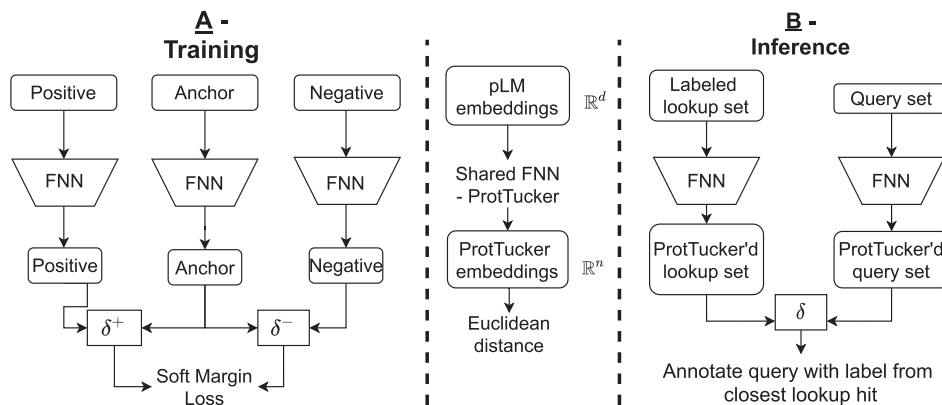 A -
Training
Positive
Anchor
Negative
FNN
FNN
FNN
Positive
Anchor
Negative
δ⁺
δ⁻
Soft Margin
Loss
pLM
embeddings
ℝᵈ
Shared FNN
- ProtTucker
ProtTucker
embeddings
ℝⁿ
Euclidean
distance
B -
Inference
Labeled
lookup set
Query set
FNN
FNN
ProtTucker'd
lookup set
ProtTucker'd
query set
δ
Annotate query with label from
closest lookup hit